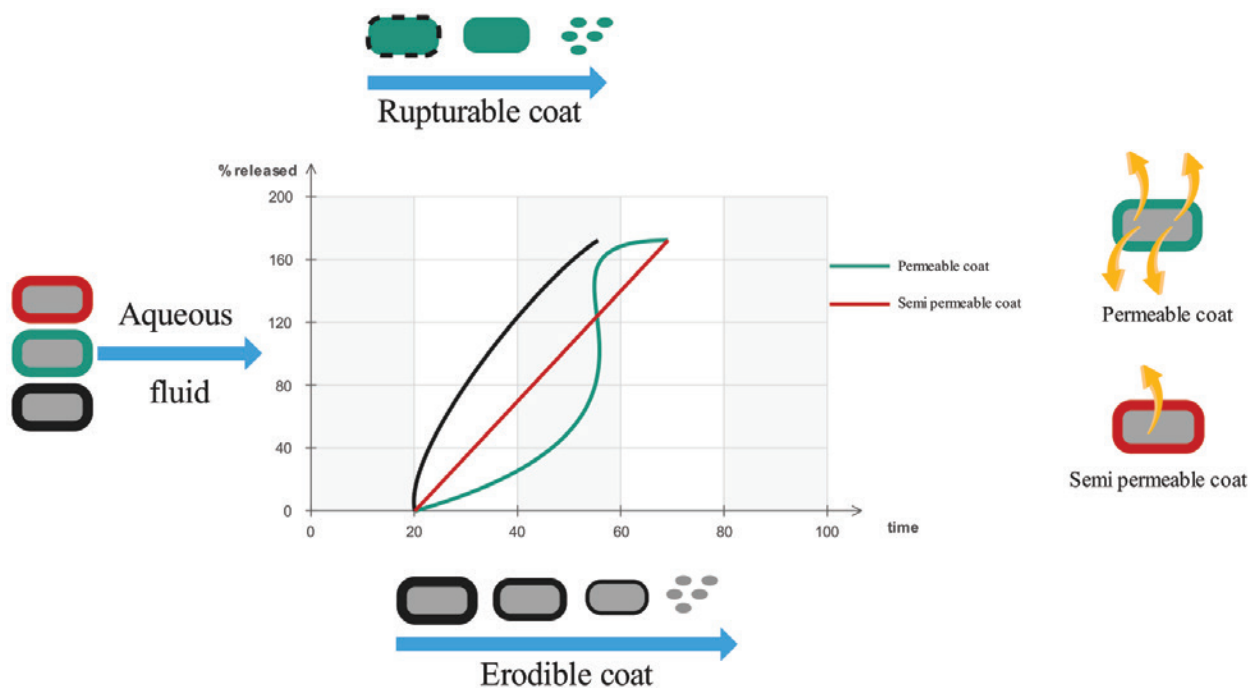 Rupturable coat
% released
200
160
120
80
40
0
0
20
40
60
80
100
time
Aqueous
fluid
Permeable coat
Semi permeable coat
Permeable coat
Semi permeable coat
Erodible coat